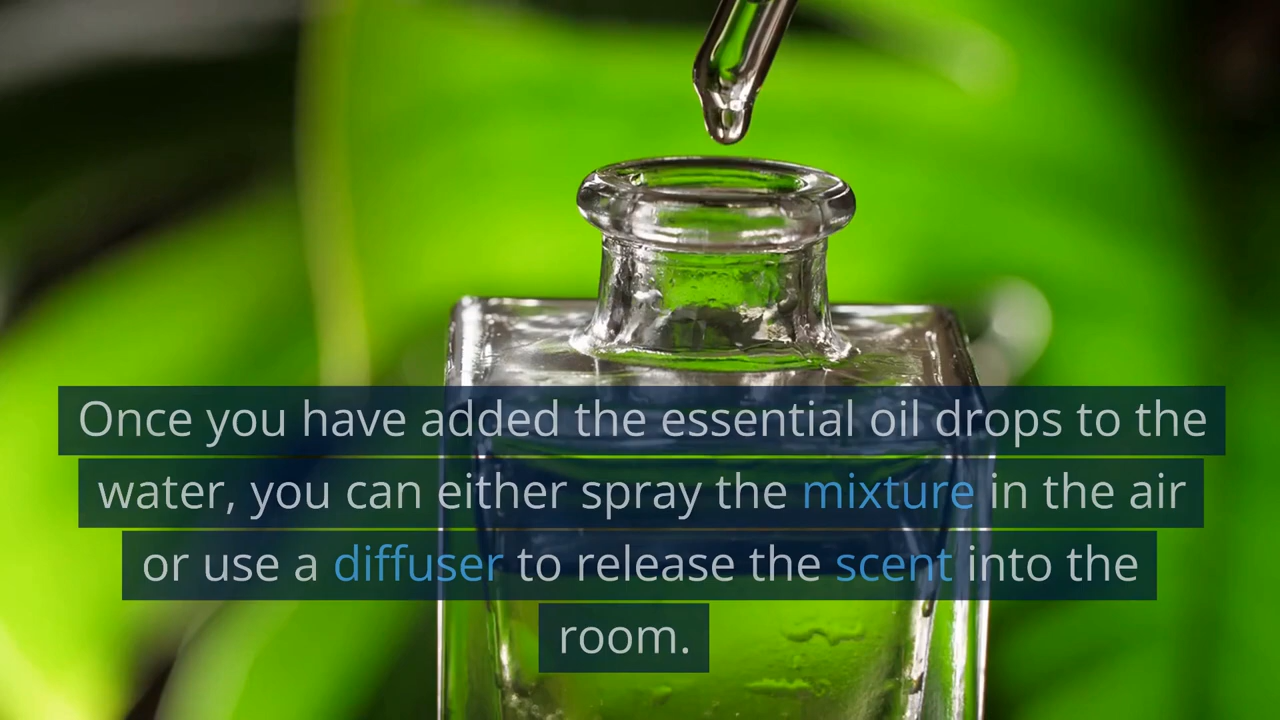 Once you have added the essential oil drops to the
water, you can either spray the mixture in the air
or use a diffuser to release the scent into the
room.